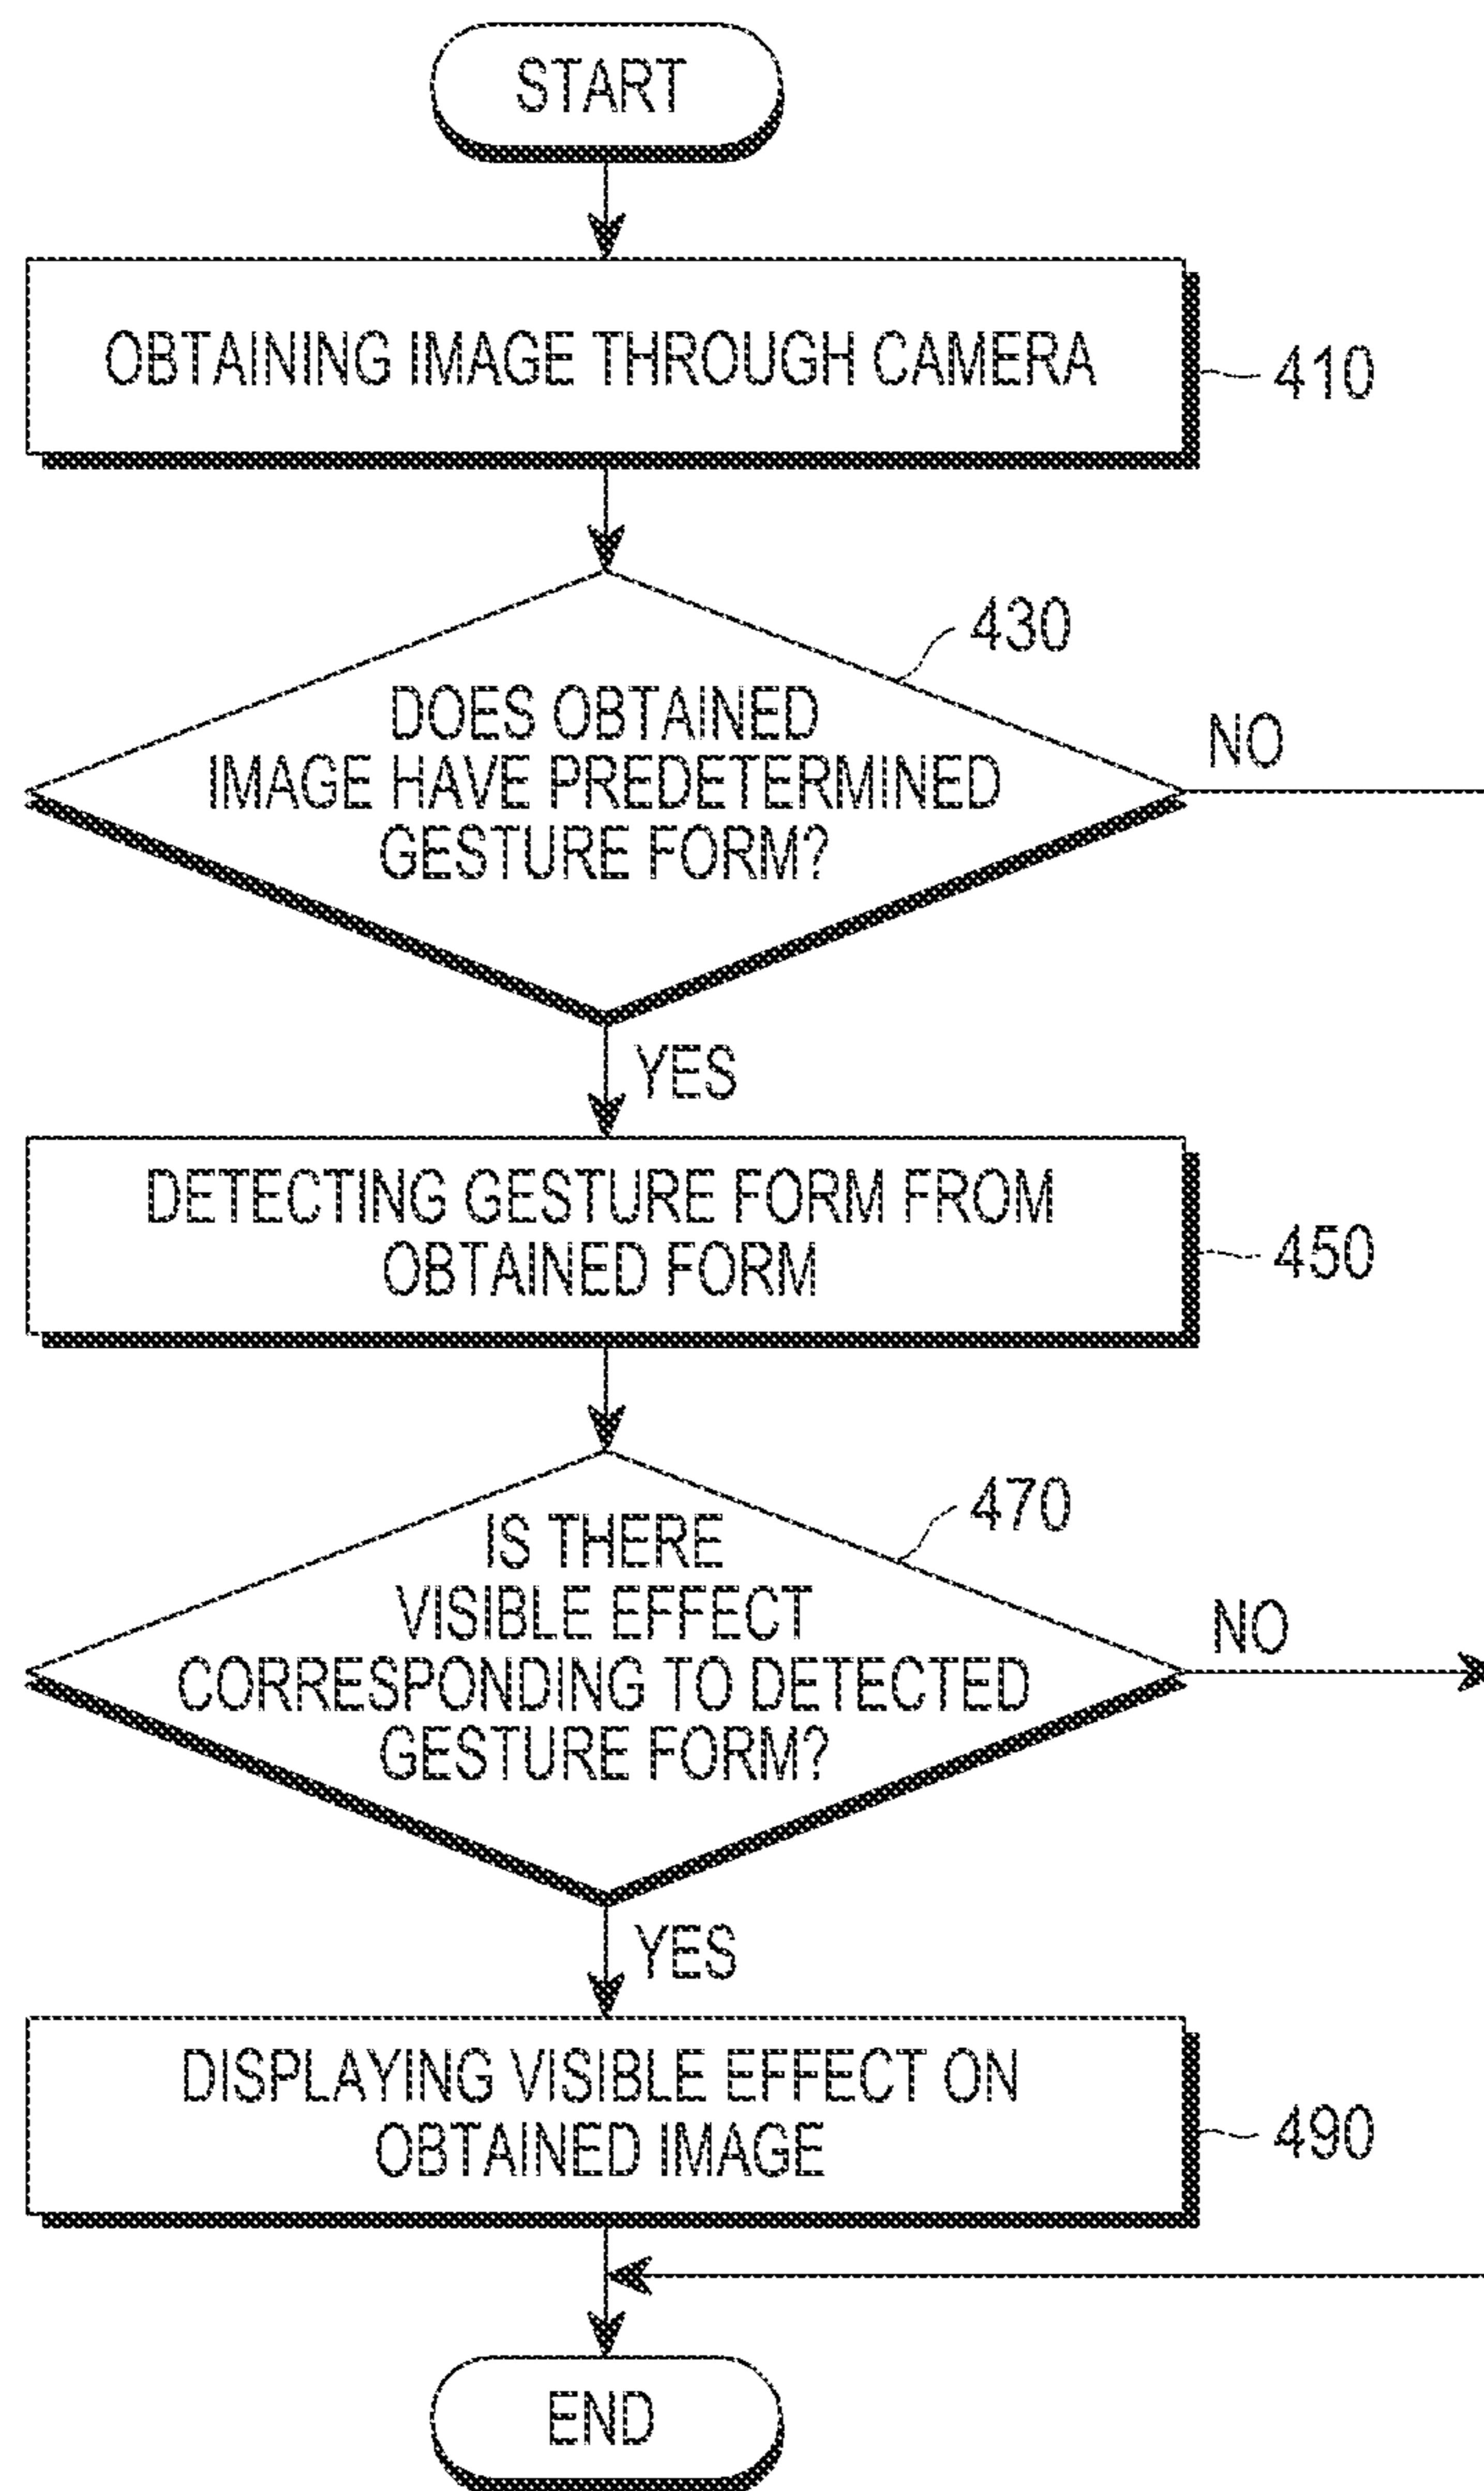 START
OBTAINING IMAGE THROUGH CAMERA
410
430
DOES OBTAINED
IMAGE HAVE PREDETERMINED
GESTURE FORM?
NO
YES
DETECTING GESTURE FORM FROM
OBTAINED FORM
450
470
IS THERE
VISIBLE EFFECT
CORRESPONDING TO DETECTED
GESTURE FORM?
NO
YES
DISPLAYING VISIBLE EFFECT ON
OBTAINED IMAGE
490
END